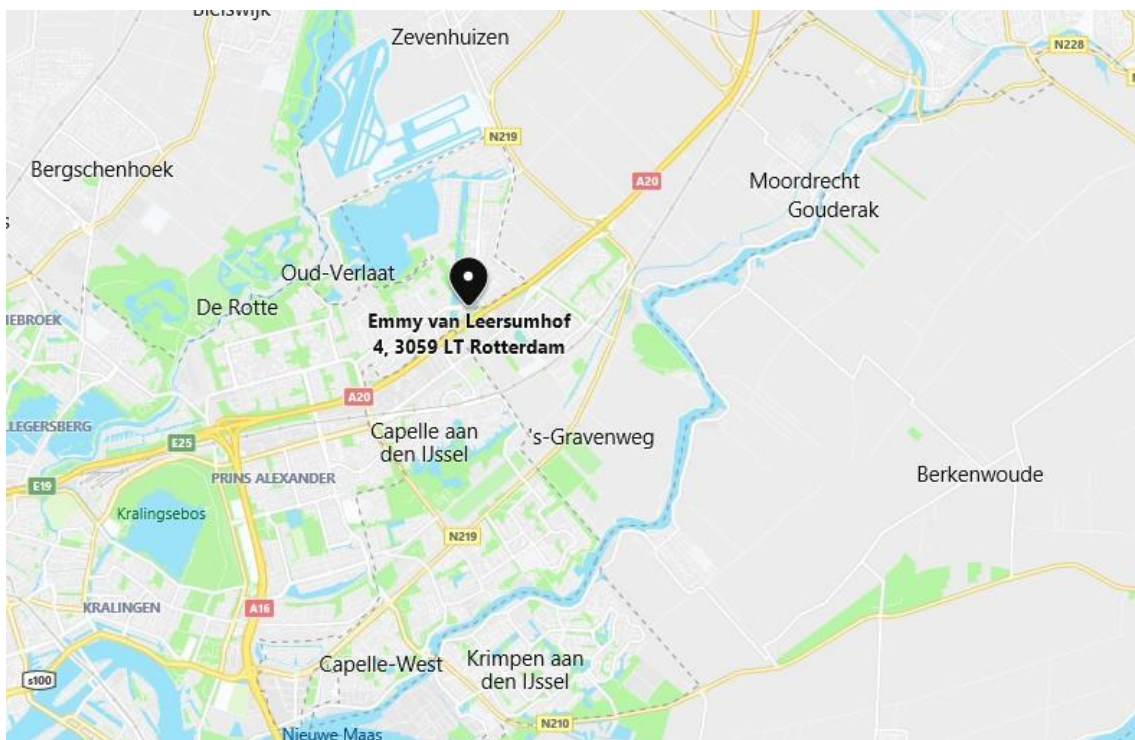 Zevenhuizen
N228
N219
Bergschenhoek
A20
Moordrecht
Gouderak
Oud-Verlaat
De Rotte
Emmy van Leersumhof
4, 3059 LT Rotterdam
A20
LLEGERSBERG
Capelle aan
den IJssel
's-Gravenweg
E25
E19
PRINS ALEXANDER
Berkenwoude
Kralingsebos
N219
KRALINGEN
A16
s100
Capelle-West
Krimpen aan
den IJssel
N210
Nieuwe Maas